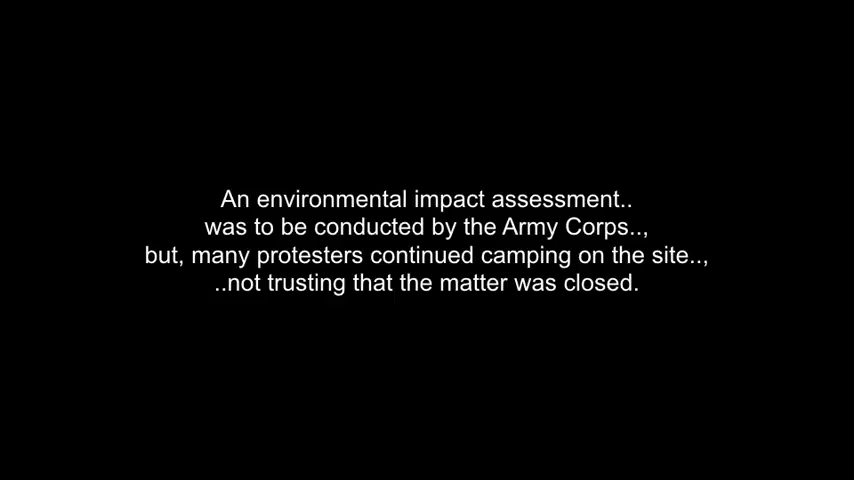 An environmental impact assessment..
was to be conducted by the Army Corps..,
but, many protesters continued camping on the site..,
..not trusting that the matter was closed.